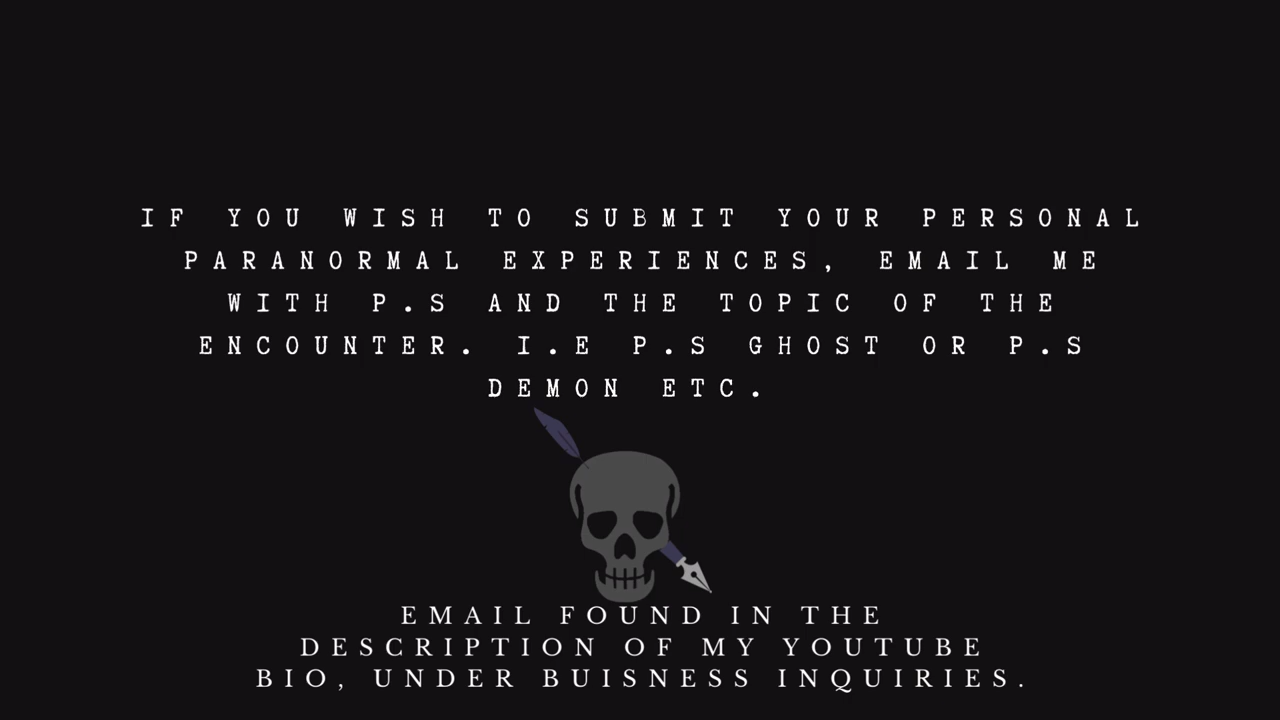 IF YOU WISH TO SUBMIT YOUR PERSONAL
PARANORMAL EXPERIENCES, EMAIL ME
WITH P.S AND THE TOPIC OF THE
ENCOUNTER. I.E P.S GHOST OR P.S
DEMON ETC.
EMAIL FOUND IN THE
DESCRIPTION OF MY YOUTUBE
BIO, UNDER BUISNESS INQUIRIES.